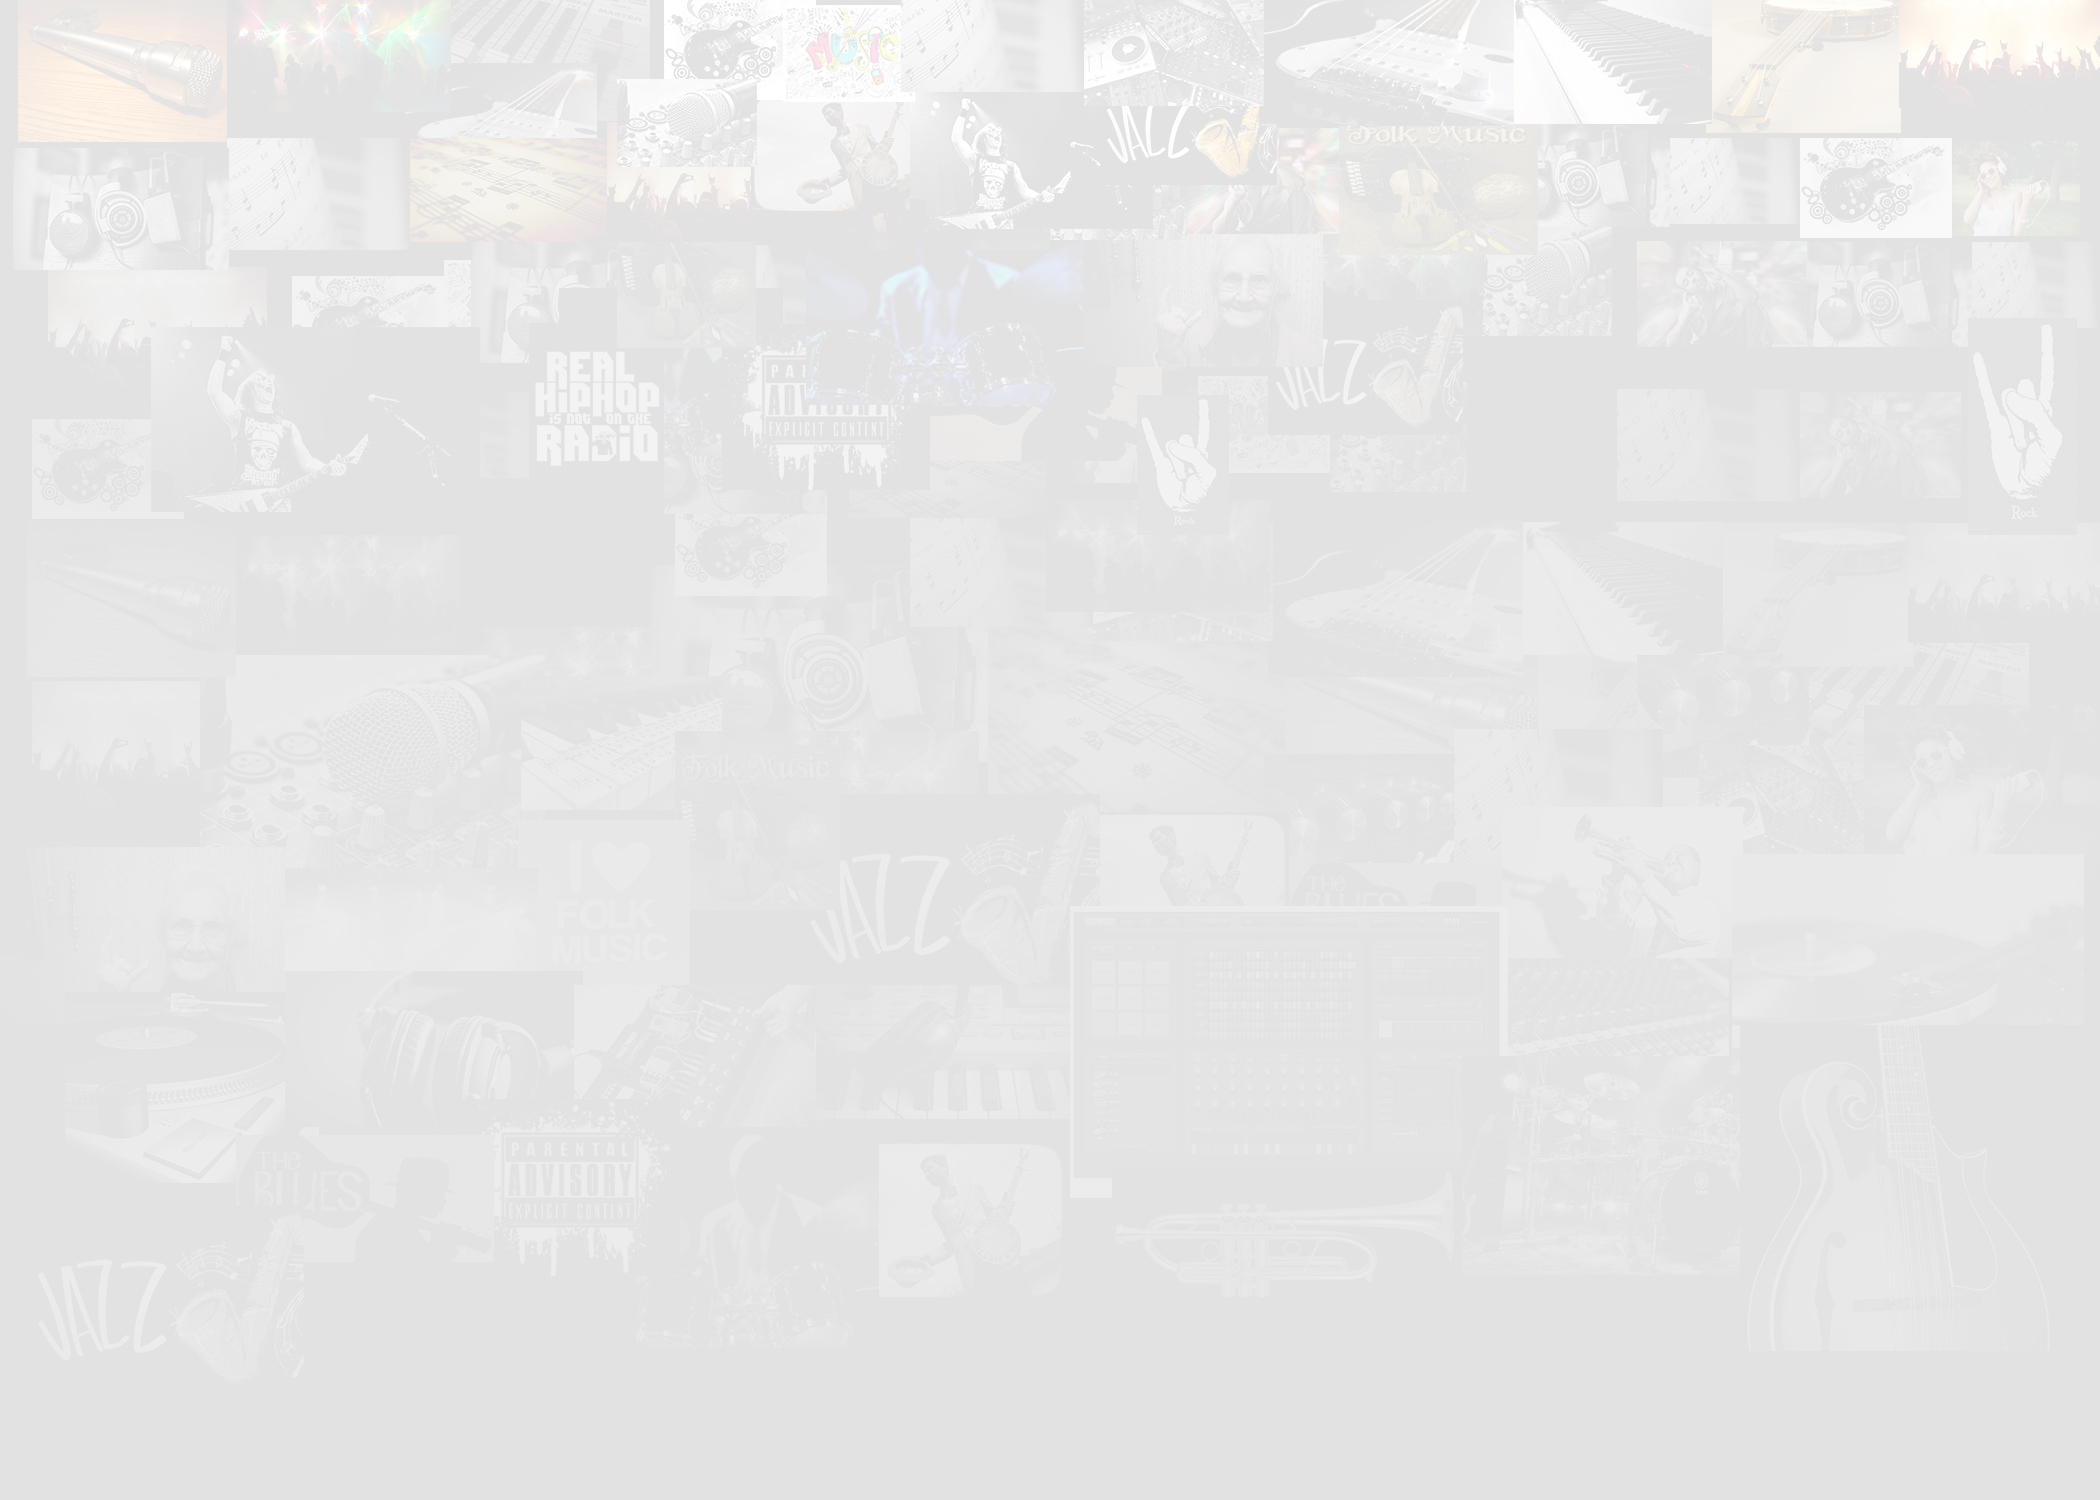 MUSIC
JAZZ
Folk Music
REAL
HIPHOP
IS NOT ON THE
RADIO
PA
AD
EXPLICIT CONTENT
JAZZ
Rock
Rock
Folk Music
I ♥
FOLK
MUSIC
JAZZ
THE
BLUES
THE
BLUES
PARENTAL
ADVISORY
EXPLICIT CONTENT
JAZZ